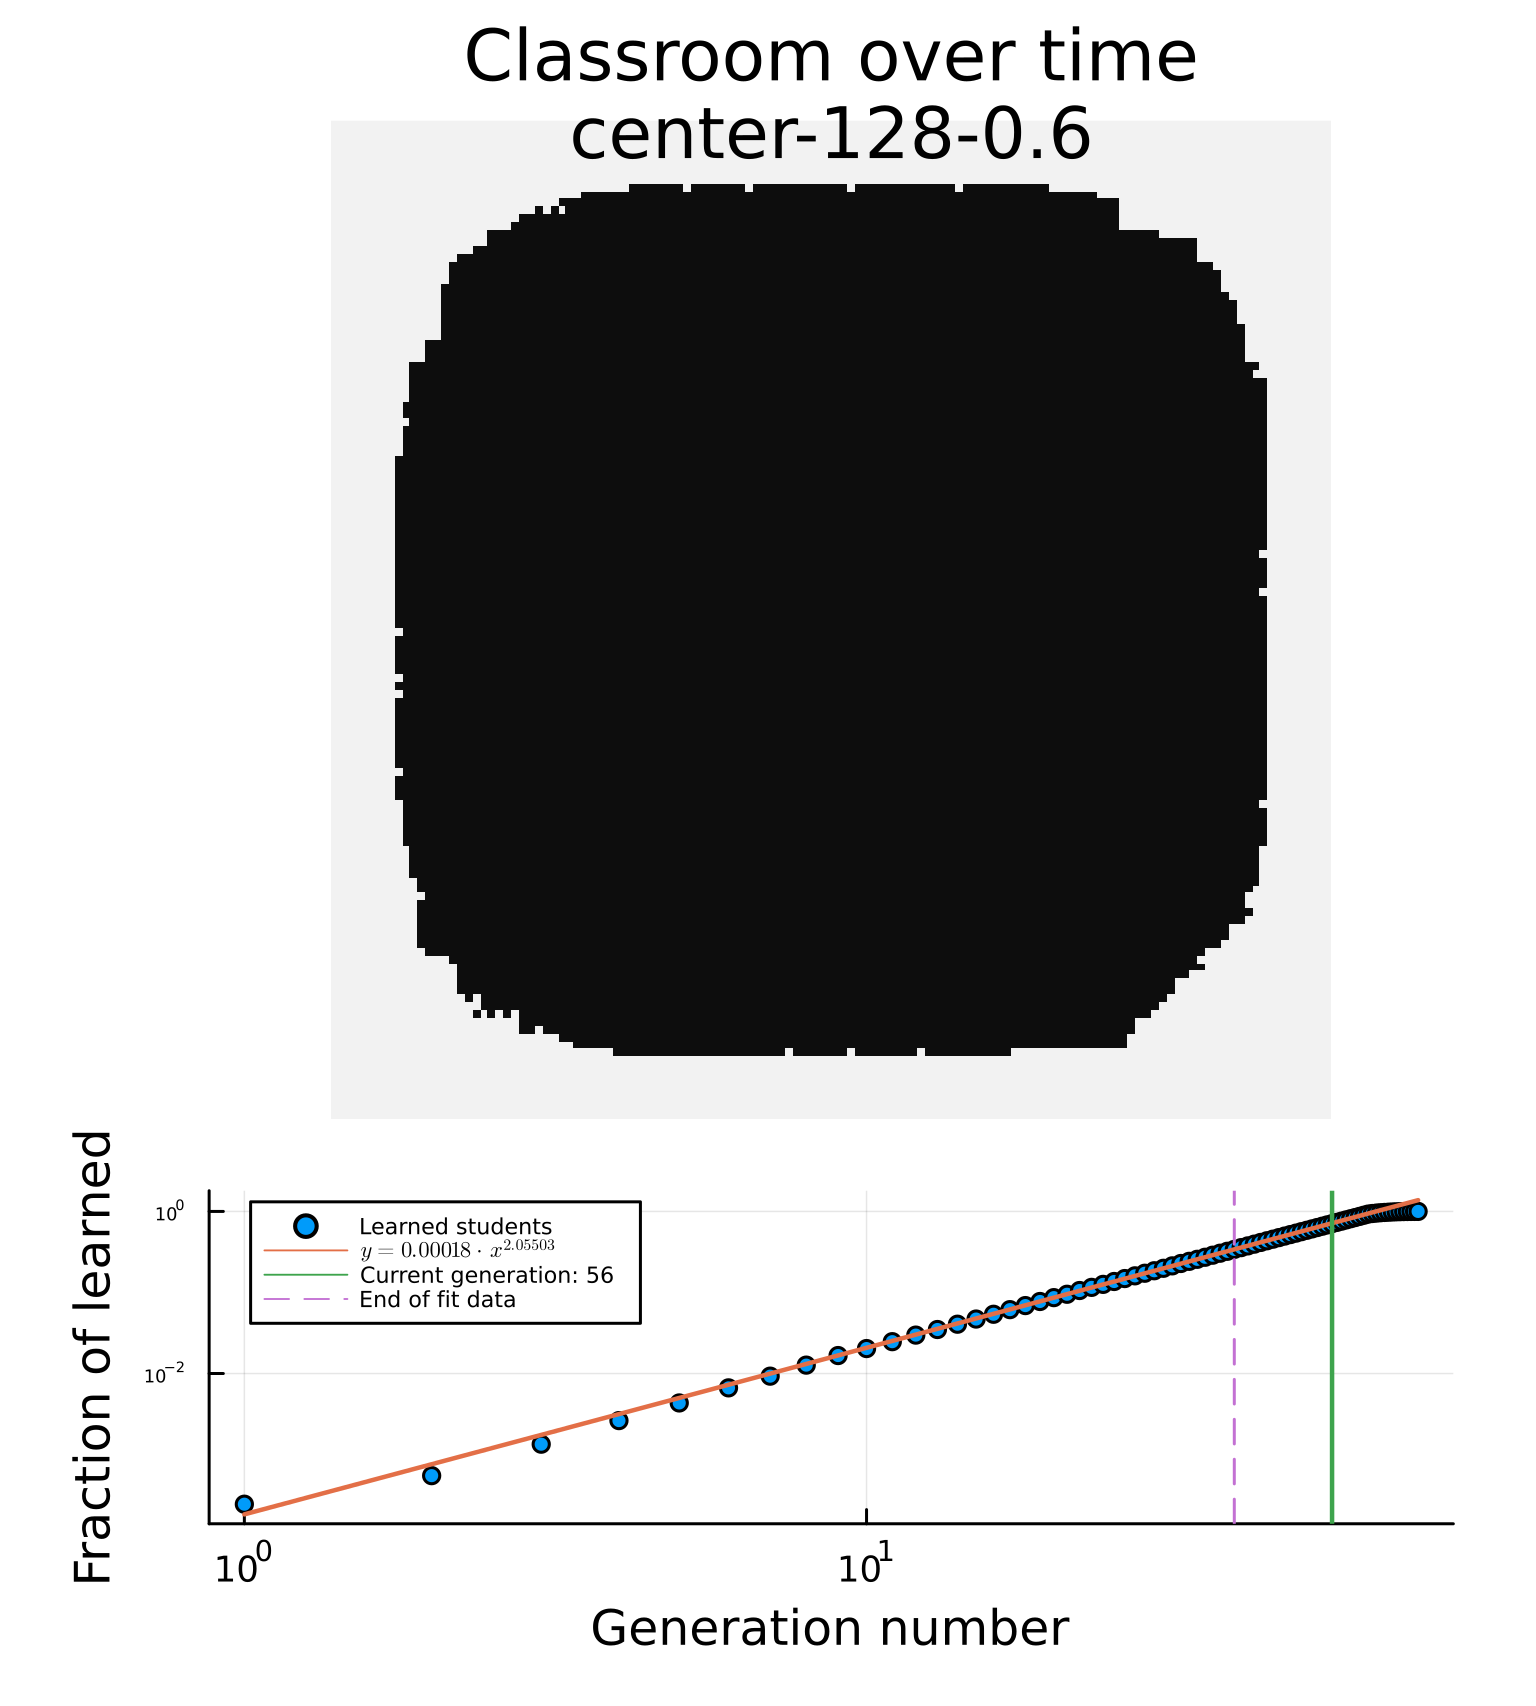 Classroom over time
center-128-0.6
Fraction of learned
10⁰
10⁻²
Learned students
y = 0.00018 · x^2.05503
Current generation: 56
End of fit data
10⁰ 10¹
Generation number